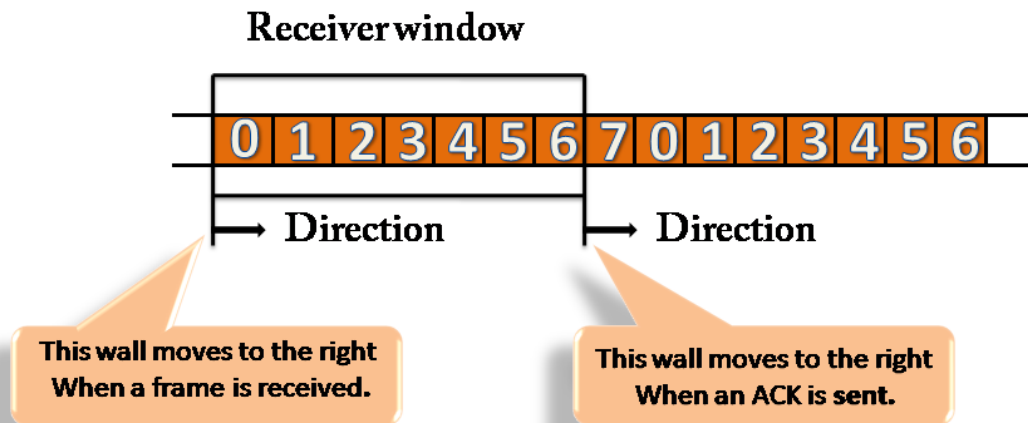 Receiver window
0 1 2 3 4 5 6 7 0 1 2 3 4 5 6
Direction Direction
This wall moves to the right
When a frame is received.
This wall moves to the right
When an ACK is sent.